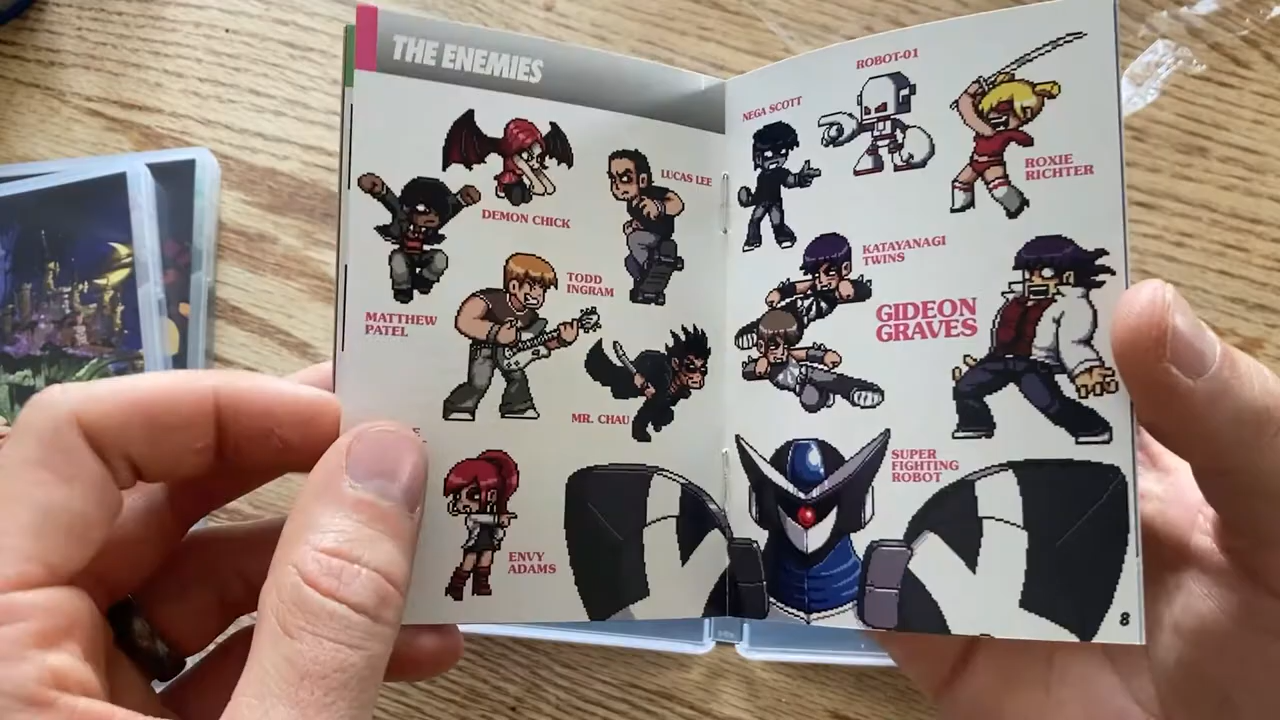 THE ENEMIES
DEMON CHICK
LUCAS LEE
MATTHEW
PATEL
TODD
INGRAM
MR. CHAU
ENVY
ADAMS
NEGA SCOTT
ROBOT-01
ROXIE
RICHTER
KATAYANAGI
TWINS
GIDEON
GRAVES
SUPER
FIGHTING
ROBOT
8